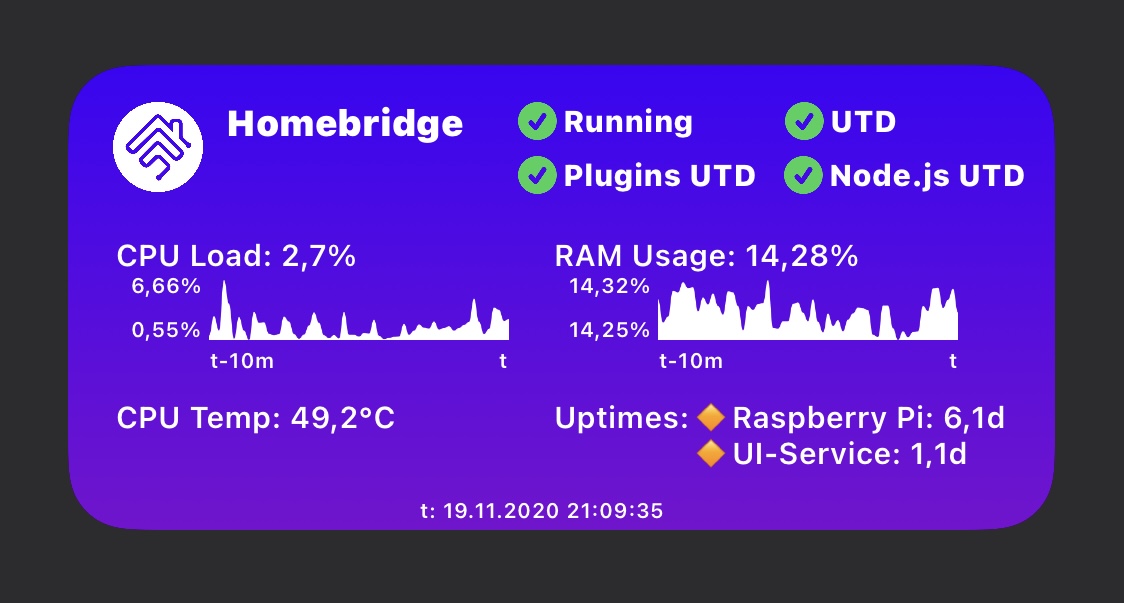 Homebridge
Running
UTD
Plugins UTD
Node.js UTD
CPU Load: 2,7%
6,66%
0,55%
t-10m
t
RAM Usage: 14,28%
14,32%
14,25%
t-10m
t
CPU Temp: 49,2°C
Uptimes: 🔶 Raspberry Pi: 6,1d
🔶 UI-Service: 1,1d
t: 19.11.2020 21:09:35